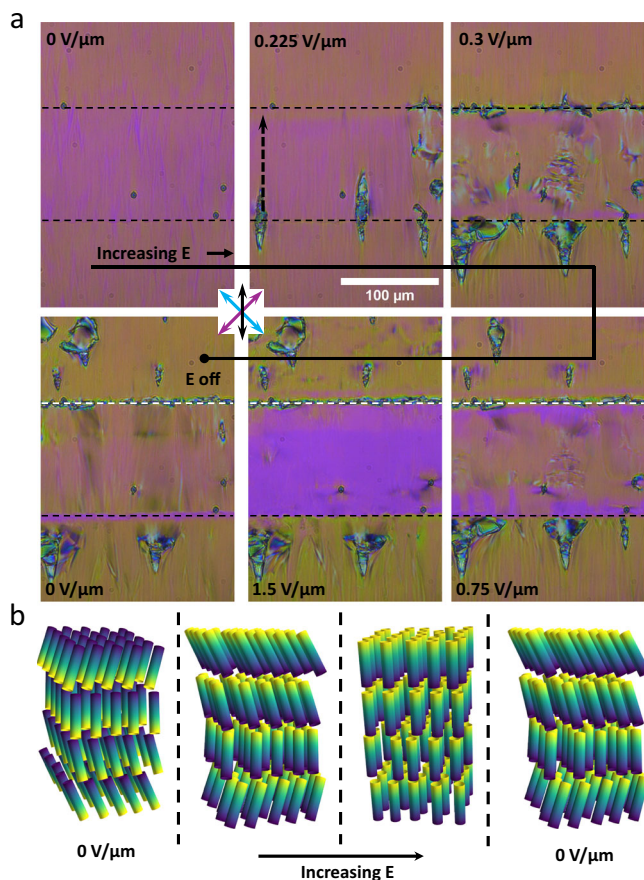 a
0 V/μm
0.225 V/μm
0.3 V/μm
Increasing E
100 μm
E off
0 V/μm
1.5 V/μm
0.75 V/μm
b
0 V/μm
Increasing E
0 V/μm